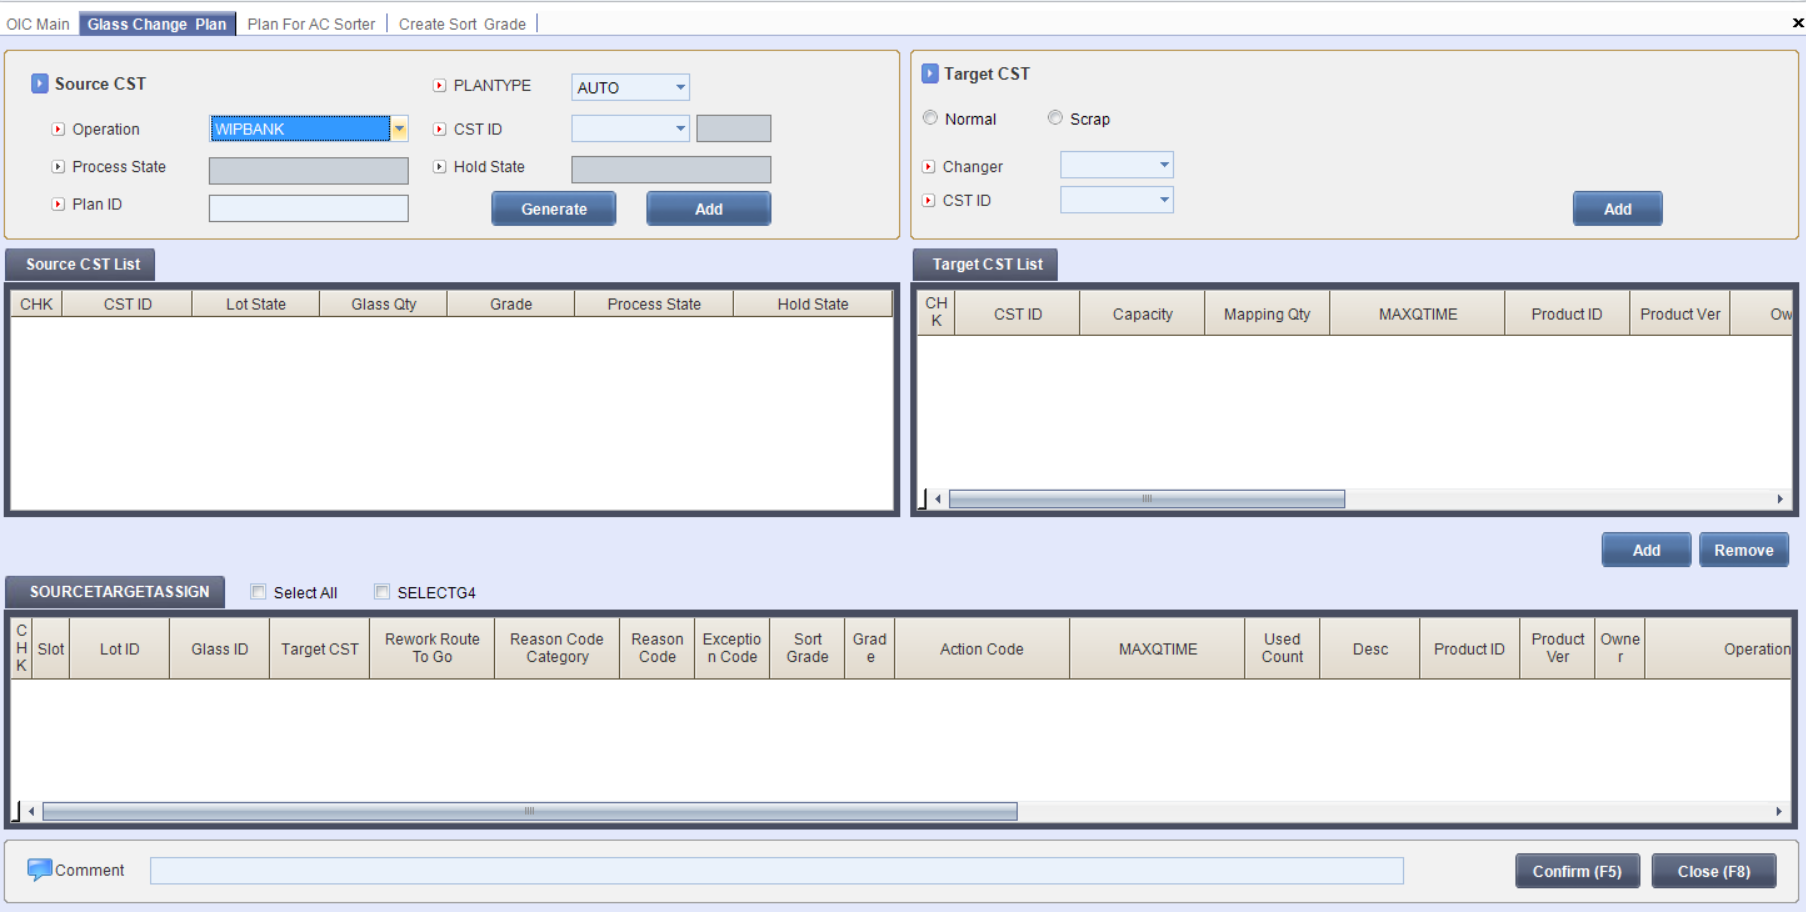 OIC Main Glass Change Plan Plan For AC Sorter Create Sort Grade
Source CST
PLANTYPE AUTO
Operation WIPBANK
CST ID
Process State
Hold State
Plan ID
Generate Add
Target CST
Normal Scrap
Changer
CST ID
Add
Source CST List
CHK CST ID Lot State Glass Qty Grade Process State Hold State
Target CST List
CH
K
CST ID Capacity Mapping Qty MAXQTIME Product ID Product Ver Ow
Add Remove
SOURCETARGETASSIGN Select All SELECTG4
C
H
K
Slot Lot ID Glass ID Target CST
Rework Route
To Go
Reason Code
Category
Reason
Code
Exceptio
n Code
Sort
Grade
Grad
e
Action Code MAXQTIME
Used
Count
Desc Product ID
Product
Ver
Owne
r
Operation
Comment
Confirm (F5) Close (F8)